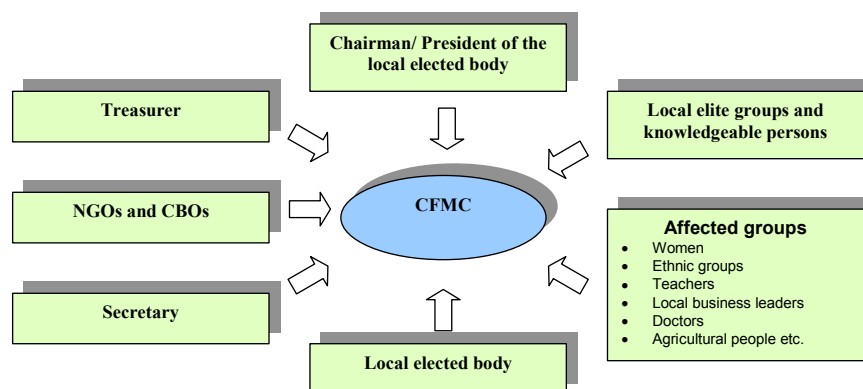 Chairman/ President of the
local elected body
Treasurer
Local elite groups and
knowledgeable persons
NGOs and CBOs
CFMC
Affected groups
• Women
• Ethnic groups
• Teachers
• Local business leaders
• Doctors
• Agricultural people etc.
Secretary
Local elected body